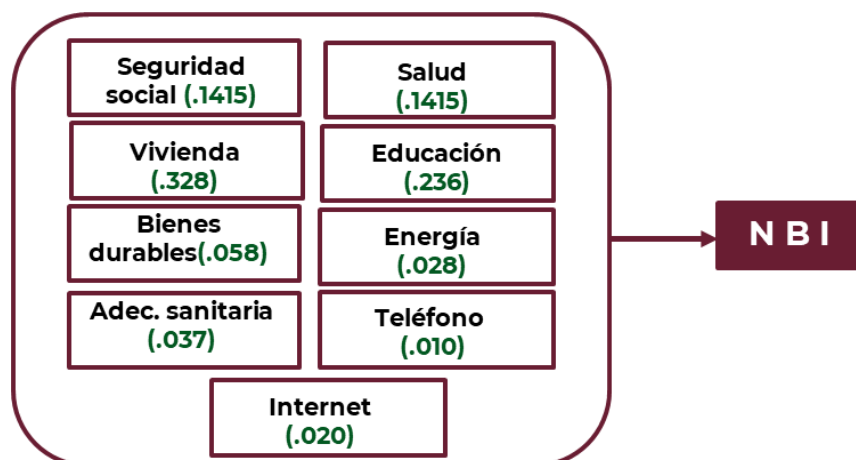 Seguridad
social (.1415)
Salud
(.1415)
Vivienda
(.328)
Educación
(.236)
Bienes
durables(.058)
Energía
(.028)
Adec. sanitaria
(.037)
Teléfono
(.010)
Internet
(.020)
N B I